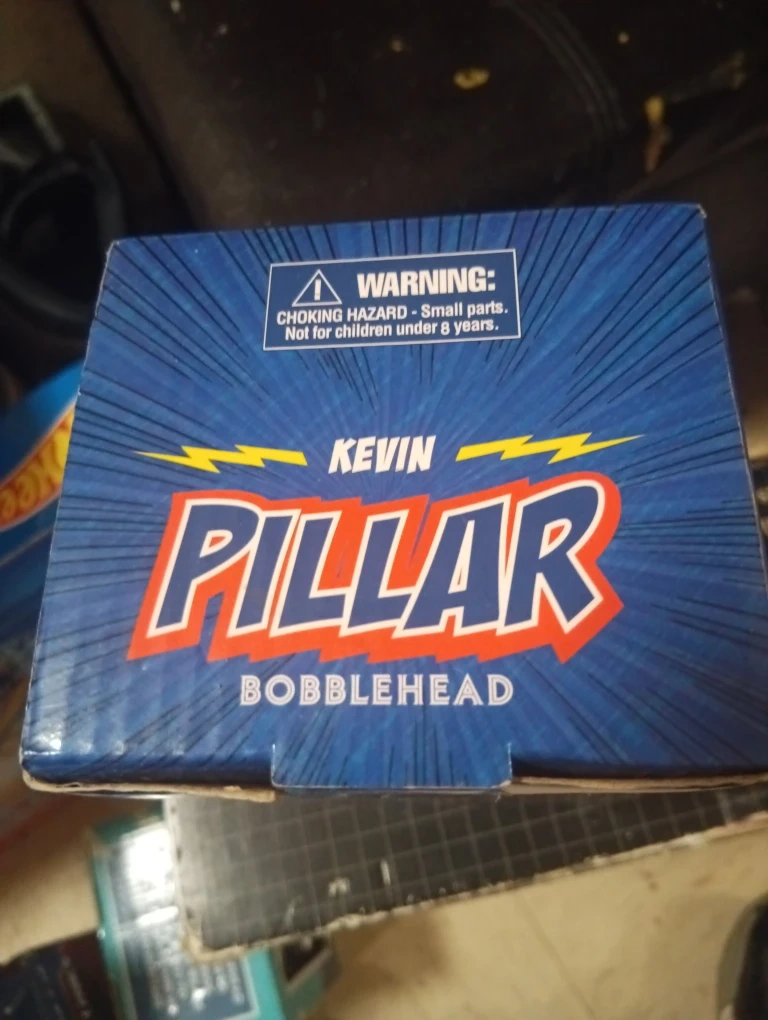 WARNING:
CHOKING HAZARD - Small parts.
Not for children under 8 years.
KEVIN
PILLAR
BOBBLEHEAD